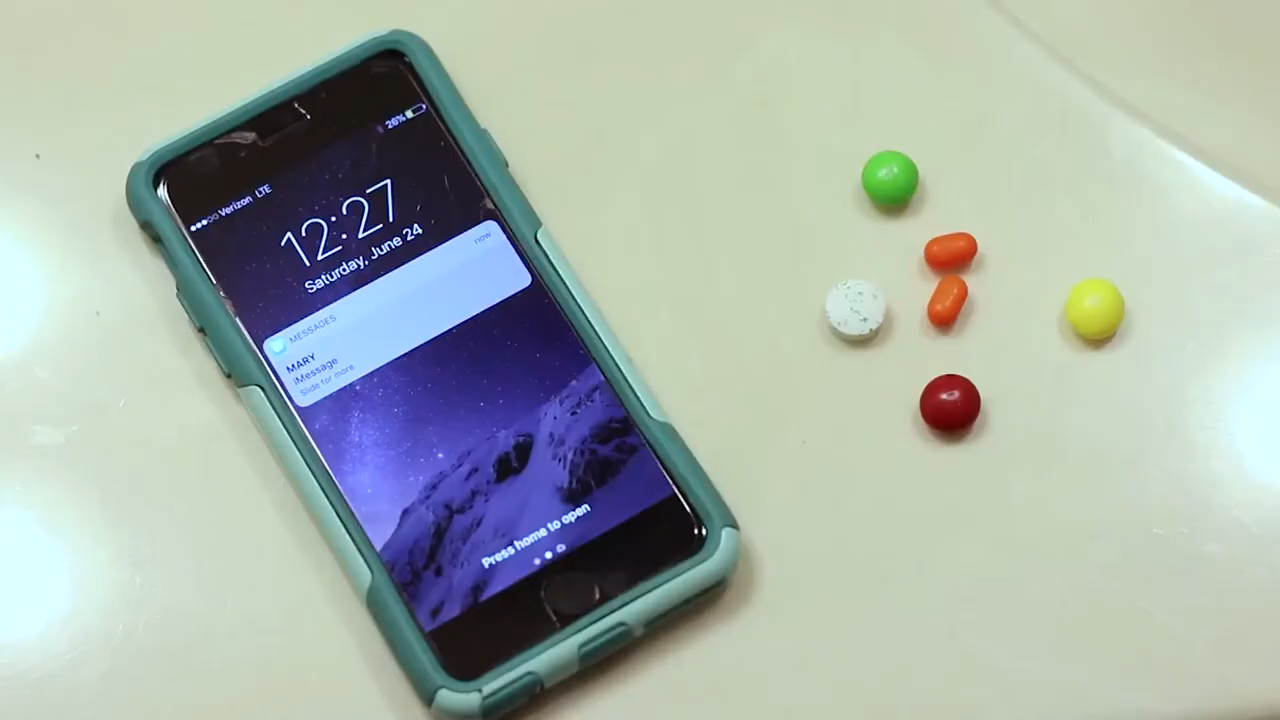 ●●●○○ Verizon LTE 26%
12:27
Saturday, June 24
MESSAGES now
MARY
iMessage
Slide for more
Press home to open